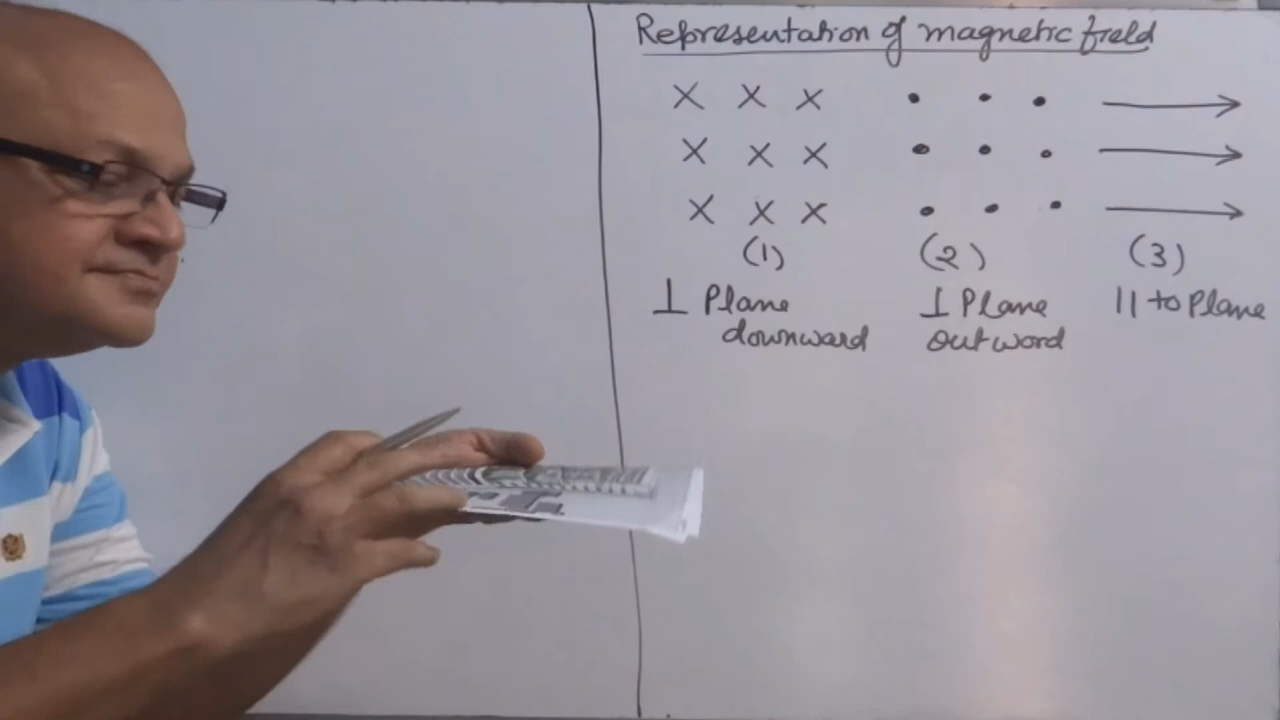 Representation of magnetic field
× × × • • • →
× × × • • • →
× × × • • • →
(1) (2) (3)
⊥ Plane ⊥ Plane || to Plane
downward outword